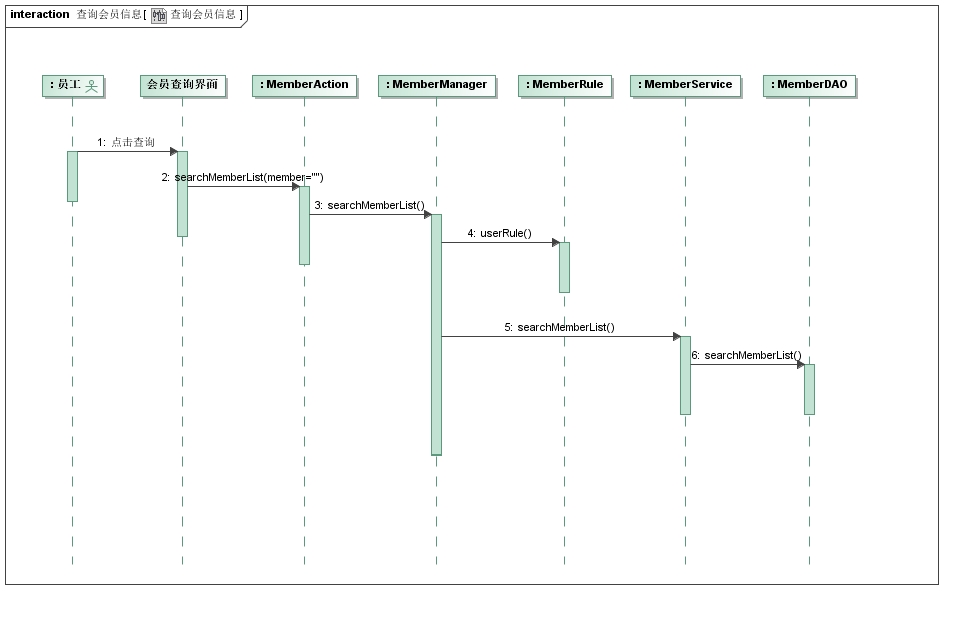 interaction 查询会员信息[ 查询会员信息 ]
: 员工
会员查询界面
: MemberAction
: MemberManager
: MemberRule
: MemberService
: MemberDAO
1: 点击查询
2: searchMemberList(member="")
3: searchMemberList()
4: userRule()
5: searchMemberList()
6: searchMemberList()